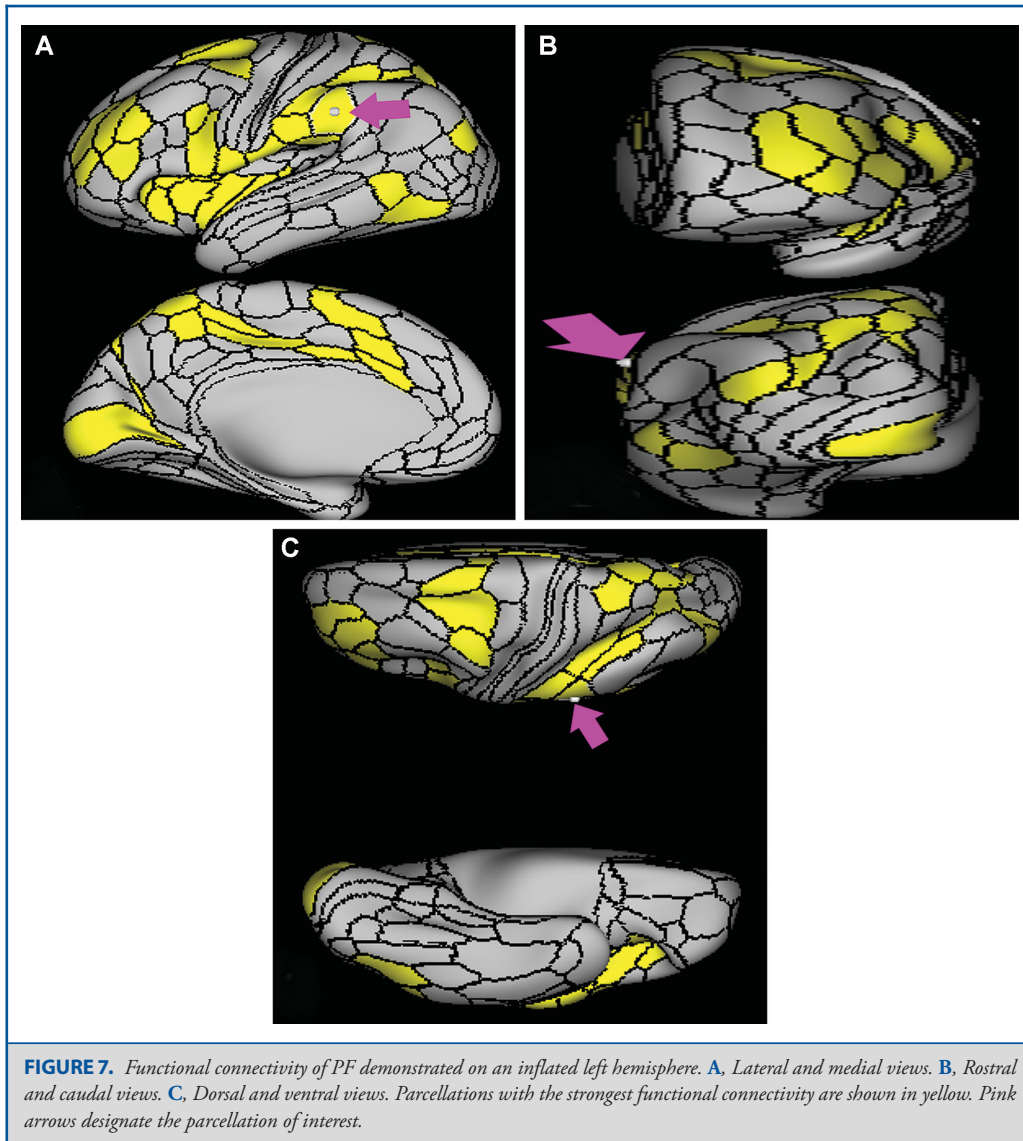 A
B
C
FIGURE 7. Functional connectivity of PF demonstrated on an inflated left hemisphere. A, Lateral and medial views. B, Rostral
and caudal views. C, Dorsal and ventral views. Parcellations with the strongest functional connectivity are shown in yellow. Pink
arrows designate the parcellation of interest.